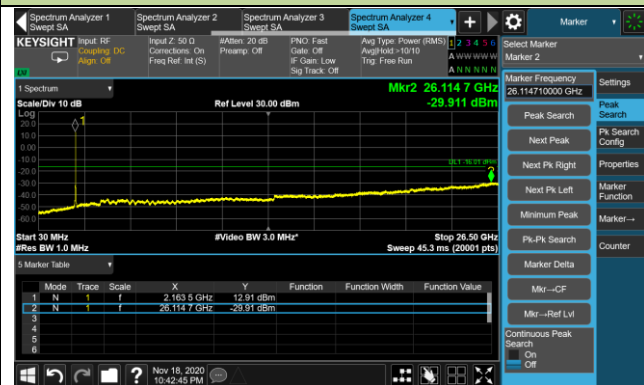 Spectrum Analyzer 1
Swept SA
Spectrum Analyzer 2
Swept SA
Spectrum Analyzer 3
Swept SA
Spectrum Analyzer 4
Swept SA
Marker
KEYSIGHT
Input: RF
Coupling: DC
Align: Off
Input Z: 50 Ω
Corrections: On
Freq Ref: Int (S)
#Atten: 20 dB
Preamp: Off
PNO: Fast
Gate: Off
IF Gain: Low
Sig Track: Off
Avg Type: Power (RMS)
Avg|Hold:>10/10
Trig: Free Run
1 2 3 4 5 6
A W W W W W
A N N N N N
Select Marker
Marker 2
1 Spectrum
Scale/Div 10 dB
Ref Level 30.00 dBm
Mkr2 26.114 7 GHz
-29.911 dBm
Log
20.0
10.0
0.00
-10.0
-20.0
-30.0
-40.0
-50.0
-60.0
1
2
Start 30 MHz
#Res BW 1.0 MHz
#Video BW 3.0 MHz*
Stop 26.50 GHz
Sweep 45.3 ms (20001 pts)
5 Marker Table
Mode Trace Scale X Y Function Function Width Function Value
1 N 1 f 2.163 5 GHz 12.91 dBm
2 N 1 f 26.114 7 GHz -29.91 dBm
3
4
5
6
Marker Frequency
26.114710000 GHz
Peak Search
Next Peak
Next Pk Right
Next Pk Left
Minimum Peak
Pk-Pk Search
Marker Delta
Mkr→CF
Mkr→Ref Lvl
Continuous Peak
Search
On
Off
Settings
Peak
Search
Pk Search
Config
Properties
Marker
Function
Marker→
Counter
Nov 18, 2020
10:42:45 PM